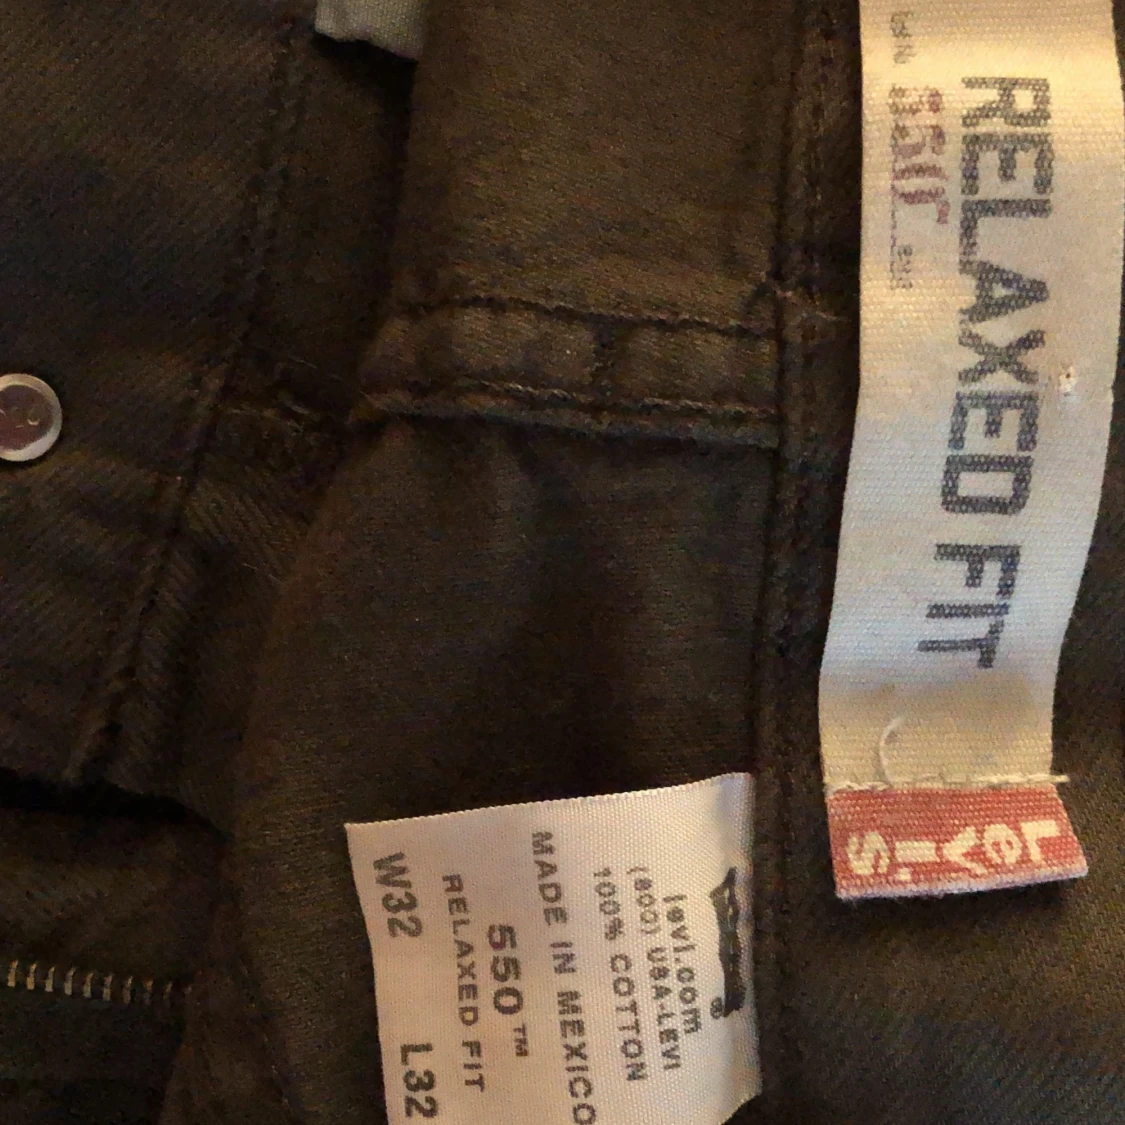 RELAXED FIT
Levi's
levi.com
(800) USA-LEVI
100% COTTON
MADE IN MEXICO
550™
RELAXED FIT
W32 L32